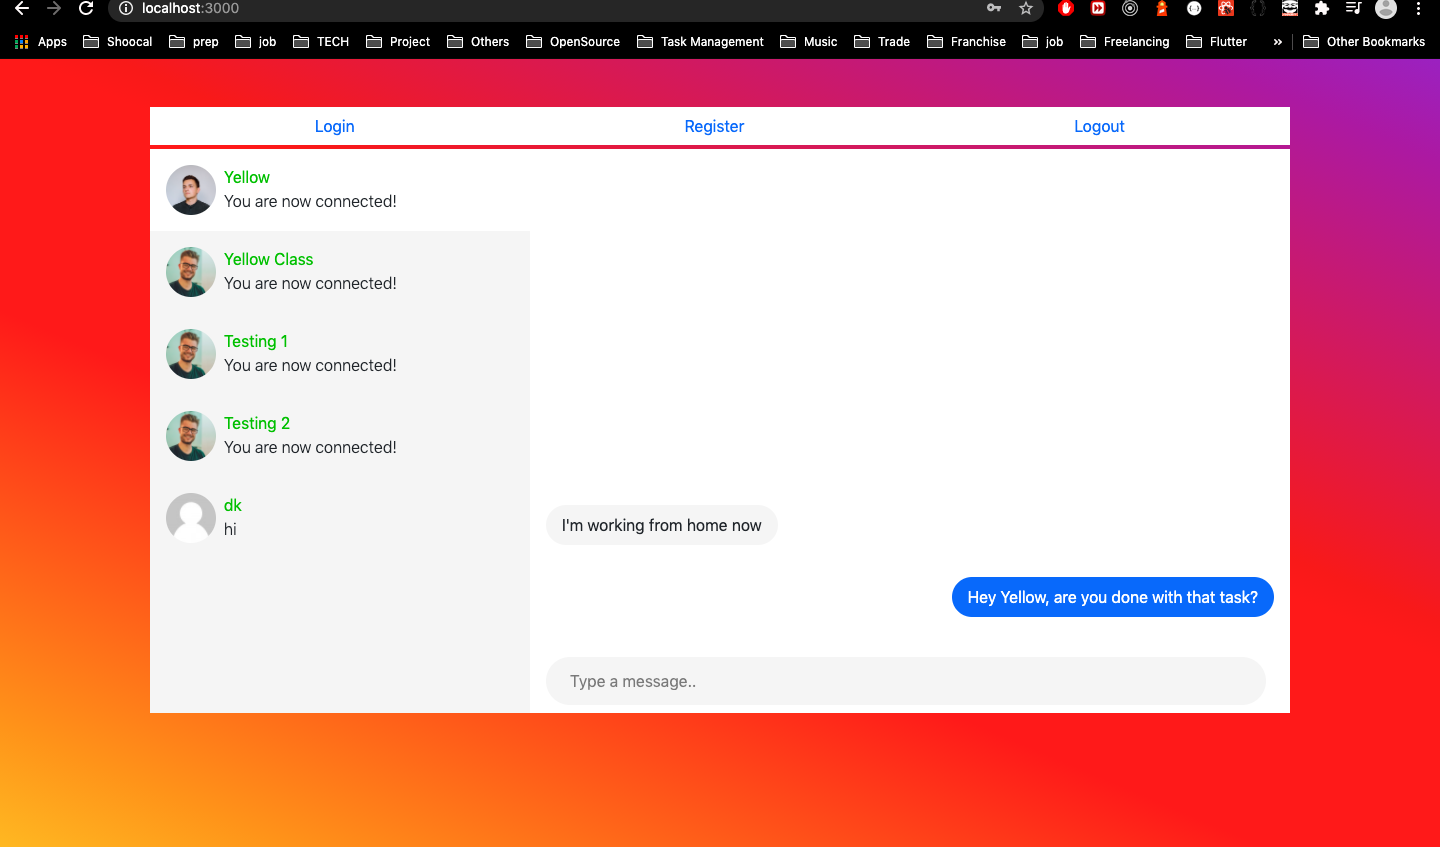 localhost:3000
Apps Shoocal prep job TECH Project Others OpenSource Task Management Music Trade Franchise job Freelancing Flutter » Other Bookmarks
Login Register Logout
Yellow
You are now connected!
Yellow Class
You are now connected!
Testing 1
You are now connected!
Testing 2
You are now connected!
dk
hi
I'm working from home now
Hey Yellow, are you done with that task?
Type a message..